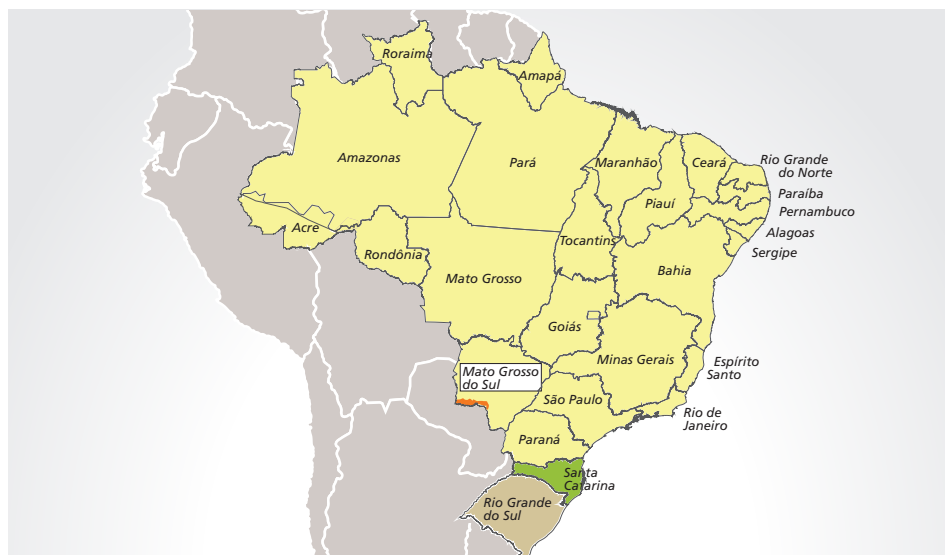 Roraima
Amapá
Amazonas
Pará
Maranhão
Ceará
Rio Grande
do Norte
Paraíba
Piauí
Pernambuco
Acre
Alagoas
Tocantins
Rondônia
Sergipe
Mato Grosso
Bahia
Goiás
Minas Gerais
Espírito
Santo
Mato Grosso
do Sul
São Paulo
Rio de
Janeiro
Paraná
Santa
Catarina
Rio Grande
do Sul